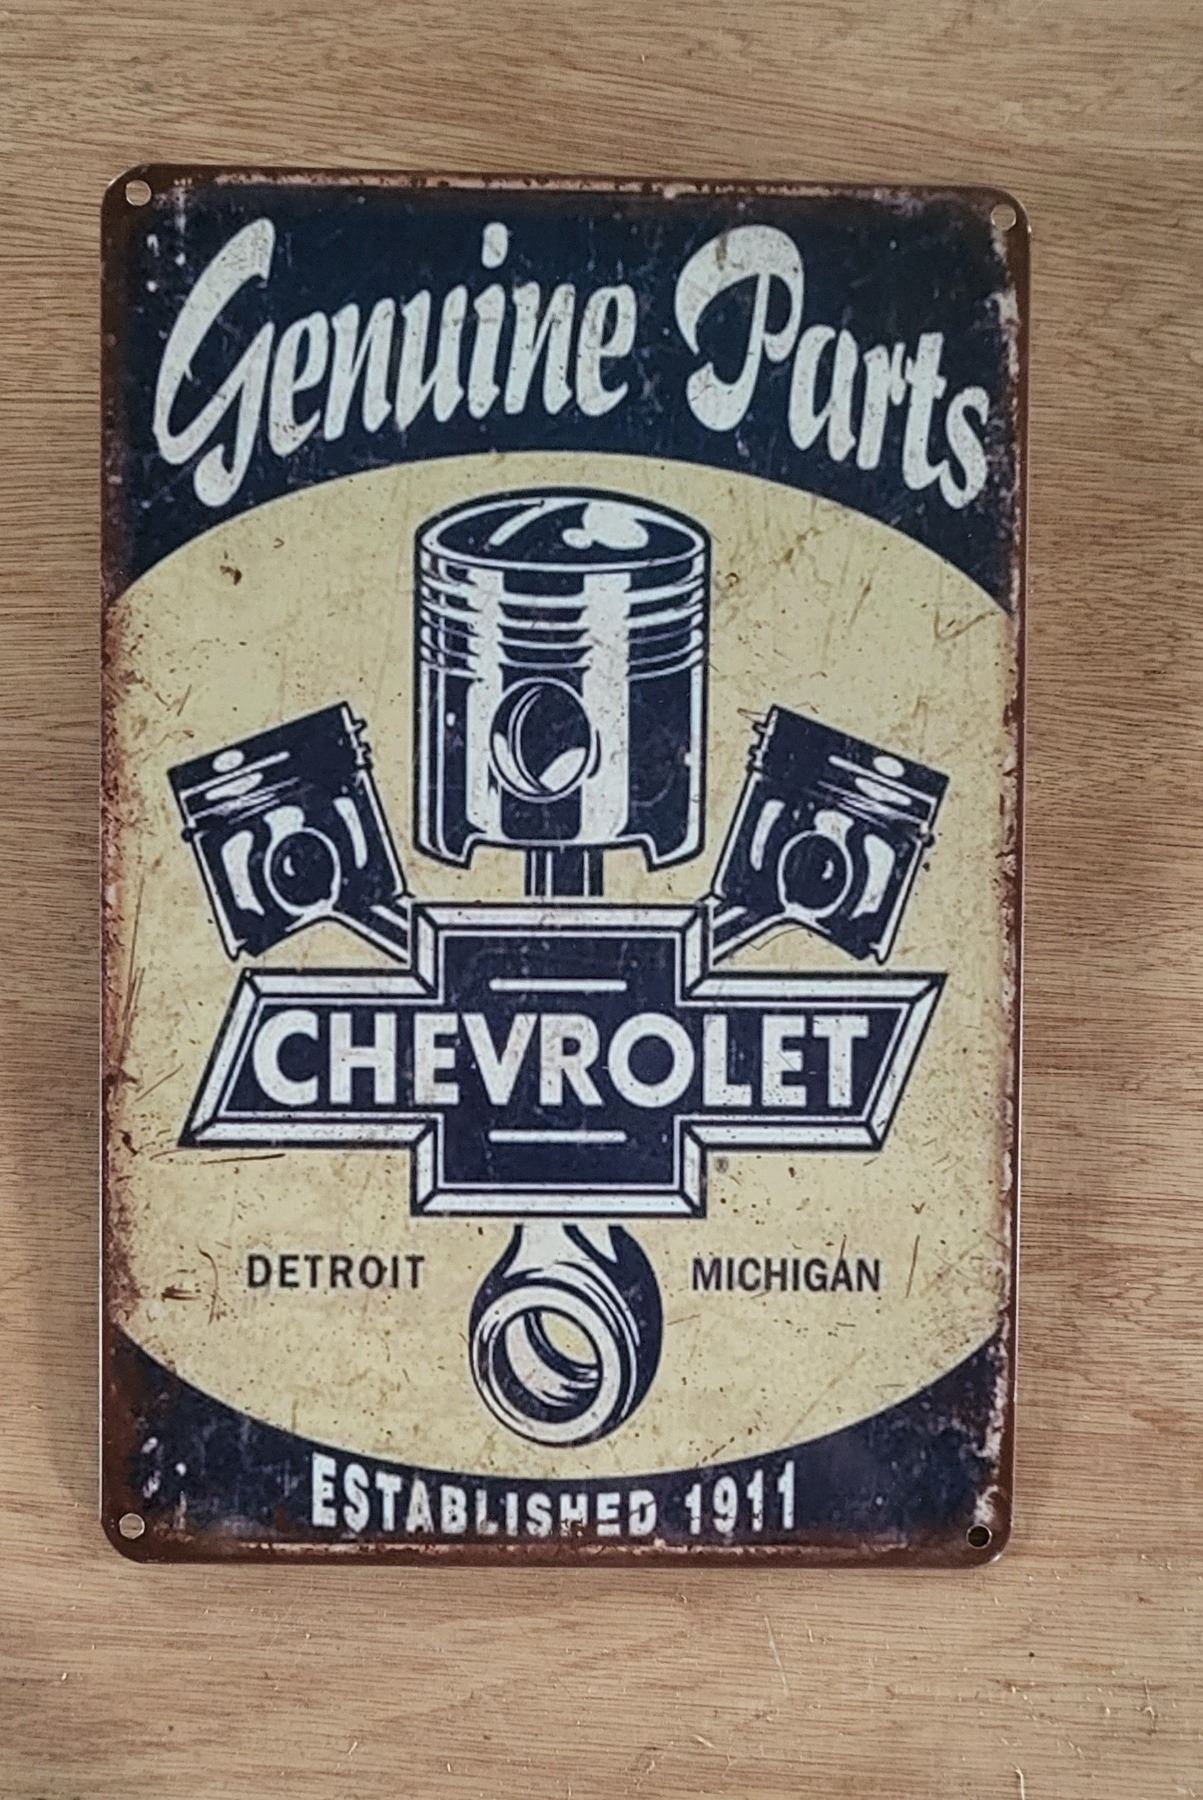 Genuine Parts
CHEVROLET
®
DETROIT MICHIGAN
ESTABLISHED 1911